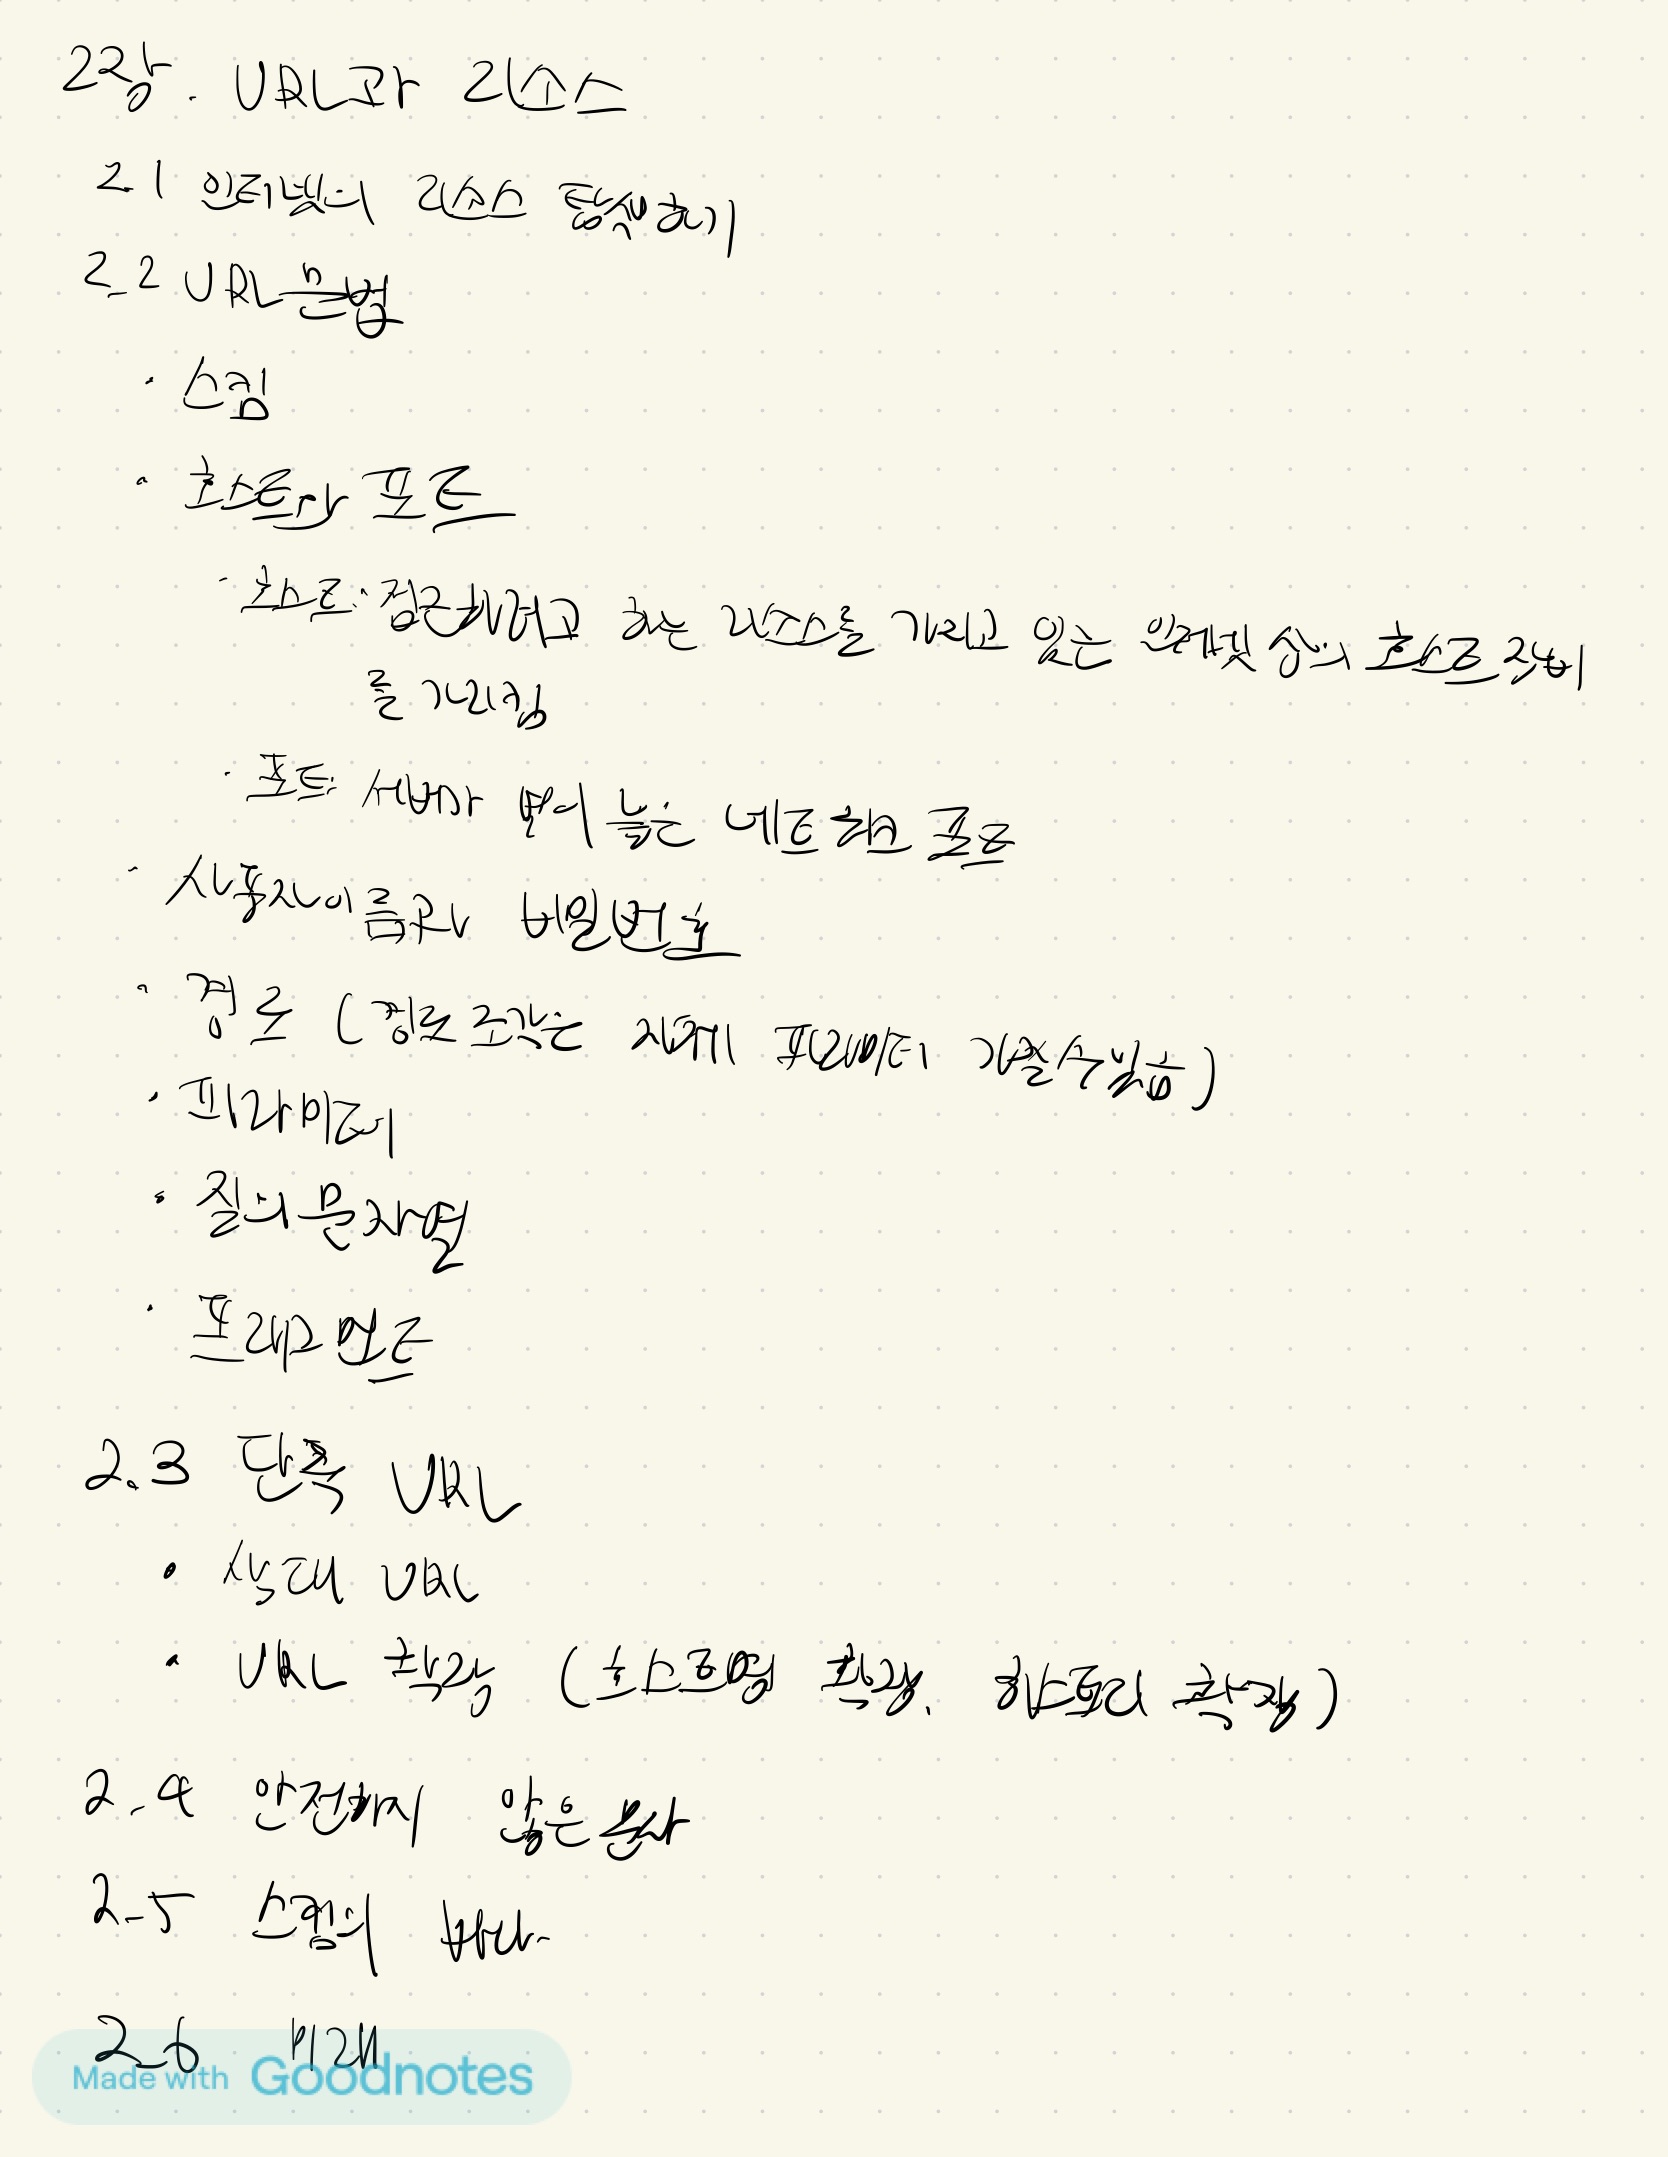 2장. URL과 리소스
2.1 인터넷의 리소스 탐색하기
2.2 URL 문법
· 스킴
· 호스트와 포트
· 호스트: 접근하려고 하는 리소스를 가지고 있는 인터넷 상의 호스트 장비
를 가리킴
· 포트: 서버가 열어 놓은 네트워크 포트
· 사용자 이름과 비밀번호
· 경로 (경로조각은 자체 파라미터 가질 수 있음)
· 파라미터
· 질의 문자열
· 프래그먼트
2.3 단축 URL
· 상대 URL
· URL 확장 (호스트명 확장, 히스토리 확장)
2.4 안전하지 않은 문자
2.5 스킴의 바다
2.6 미래
Made with Goodnotes